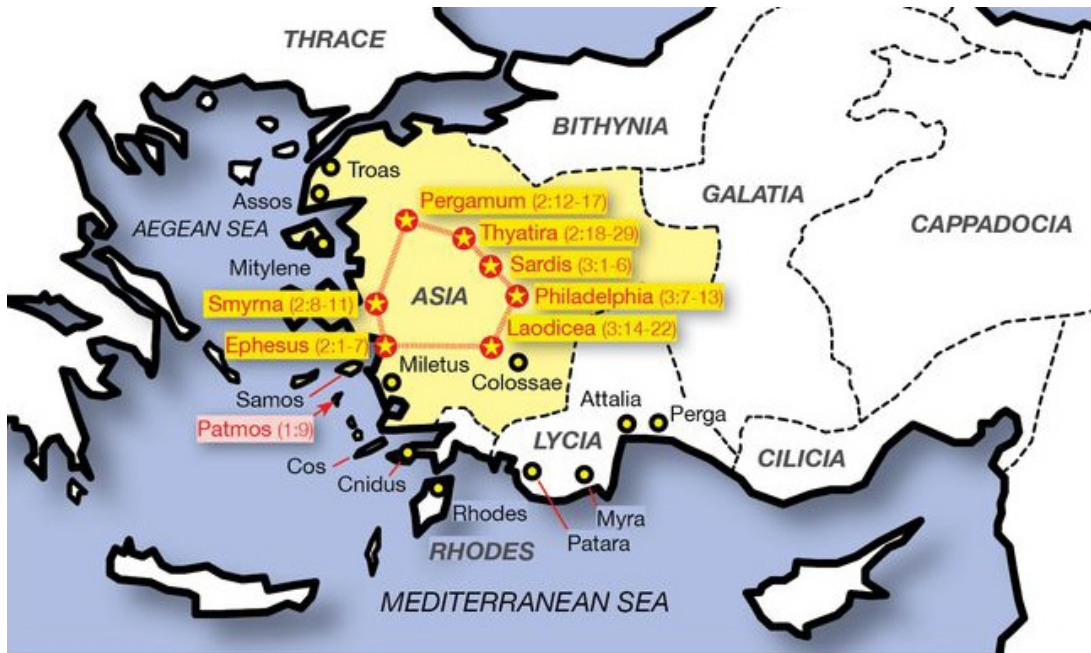 THRACE
BITHYNIA
Troas
GALATIA
Assos
Pergamum (2:12-17)
CAPPADOCIA
AEGEAN SEA
Thyatira (2:18-29)
Mitylene
Sardis (3:1-6)
ASIA
Philadelphia (3:7-13)
Smyrna (2:8-11)
Laodicea (3:14-22)
Ephesus (2:1-7)
Miletus
Colossae
Samos
Attalia
Perga
Patmos (1:9)
LYCIA
Cos
CILICIA
Cnidus
Rhodes
Myra
Patara
RHODES
MEDITERRANEAN SEA